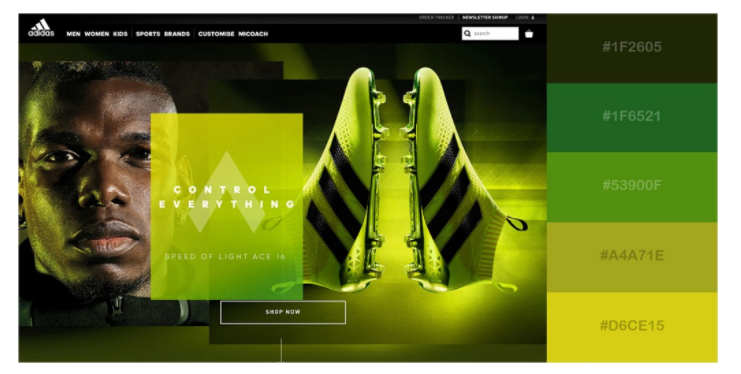 ORDER TRACKER | NEWSLETTER SIGNUP LOGIN
adidas
MEN WOMEN KIDS | SPORTS BRANDS | CUSTOMISE MICOACH
search
CONTROL
EVERYTHING
SPEED OF LIGHT ACE 16
SHOP NOW
#1F2605
#1F6521
#53900F
#A4A71E
#D6CE15